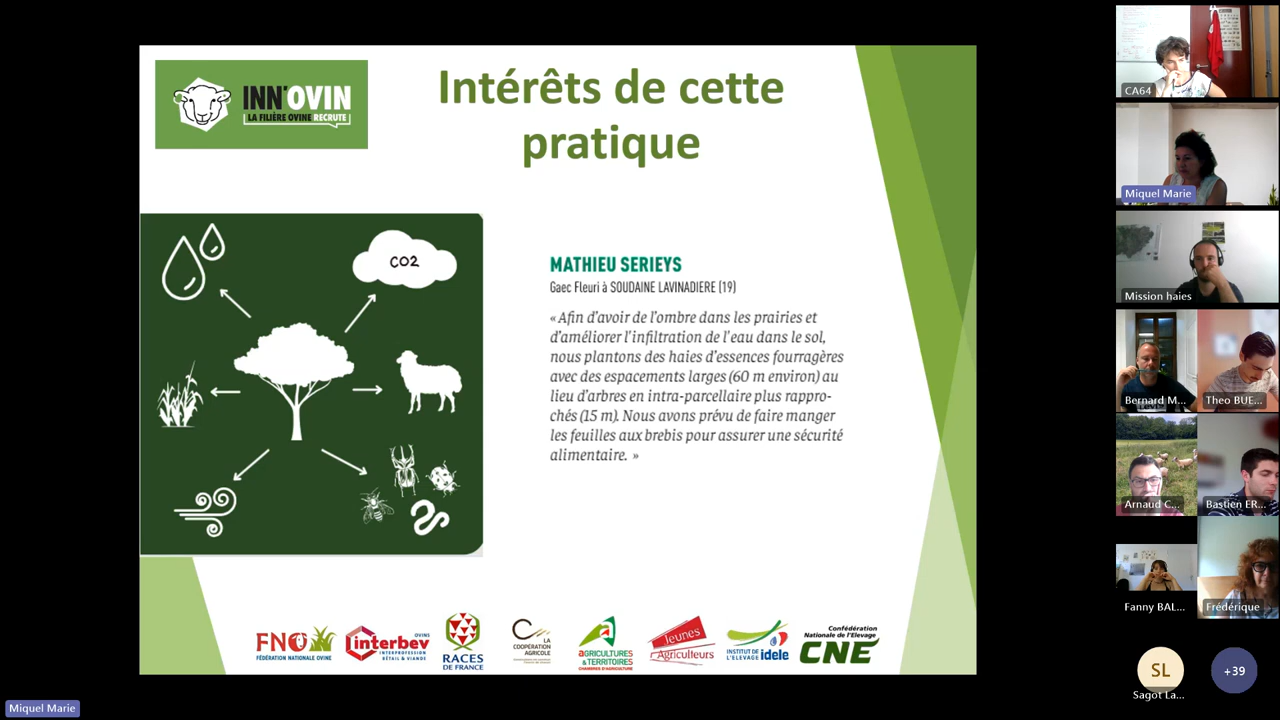 INN'OVIN
LA FILIÈRE OVINE RECRUTE
Intérêts de cette
pratique
CO2
MATHIEU SERIEYS
Gaec Fleuri à SOUDAINE LAVINADIERE (19)
« Afin d'avoir de l'ombre dans les prairies et
d'améliorer l'infiltration de l'eau dans le sol,
nous plantons des haies d'essences fourragères
avec des espacements larges (60 m environ) au
lieu d'arbres en intra-parcellaire plus rappro-
chés (15 m). Nous avons prévu de faire manger
les feuilles aux brebis pour assurer une sécurité
alimentaire. »
FNO
FÉDÉRATION NATIONALE OVINE
OVINS
interbev
INTERPROFESSION
BÉTAIL & VIANDE
RACES
DE FRANCE
LA
COOPÉRATION
AGRICOLE
AGRICULTURES
& TERRITOIRES
CHAMBRES D'AGRICULTURE
Jeunes
Agriculteurs
INSTITUT DE
L'ELEVAGE idele
Confédération
Nationale de l'Elevage
CNE
CA64
Miquel Marie
Mission haies
Bernard M...
Theo BUE...
Arnaud C...
Bastien ER...
Fanny BAL...
Frédérique
SL
Sagot La...
+39
Miquel Marie